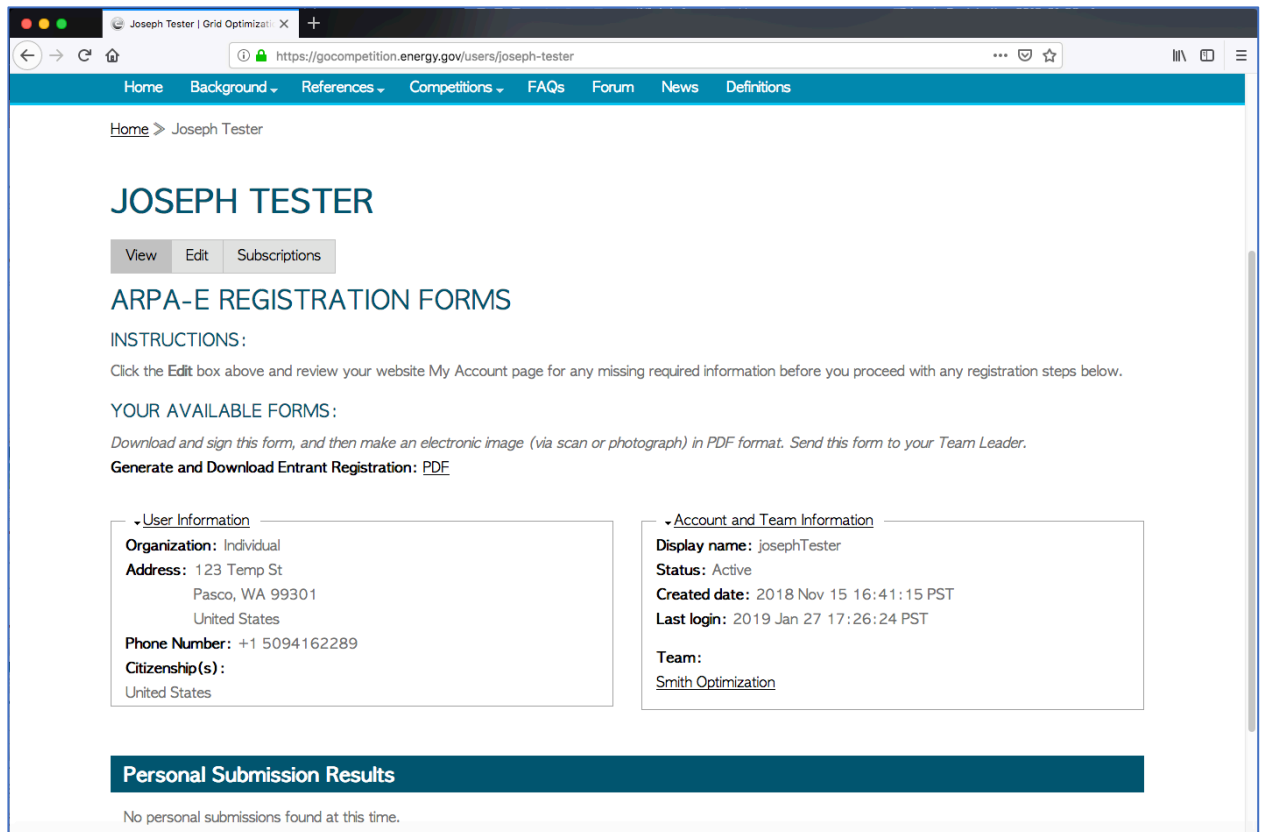 Joseph Tester | Grid Optimizati
https://gocompetition.energy.gov/users/joseph-tester
Home Background References Competitions FAQs Forum News Definitions
Home > Joseph Tester
JOSEPH TESTER
View Edit Subscriptions
ARPA-E REGISTRATION FORMS
INSTRUCTIONS:
Click the Edit box above and review your website My Account page for any missing required information before you proceed with any registration steps below.
YOUR AVAILABLE FORMS:
Download and sign this form, and then make an electronic image (via scan or photograph) in PDF format. Send this form to your Team Leader.
Generate and Download Entrant Registration: PDF
User Information
Organization: Individual
Address: 123 Temp St
Pasco, WA 99301
United States
Phone Number: +1 5094162289
Citizenship(s):
United States
Account and Team Information
Display name: josephTester
Status: Active
Created date: 2018 Nov 15 16:41:15 PST
Last login: 2019 Jan 27 17:26:24 PST
Team:
Smith Optimization
Personal Submission Results
No personal submissions found at this time.